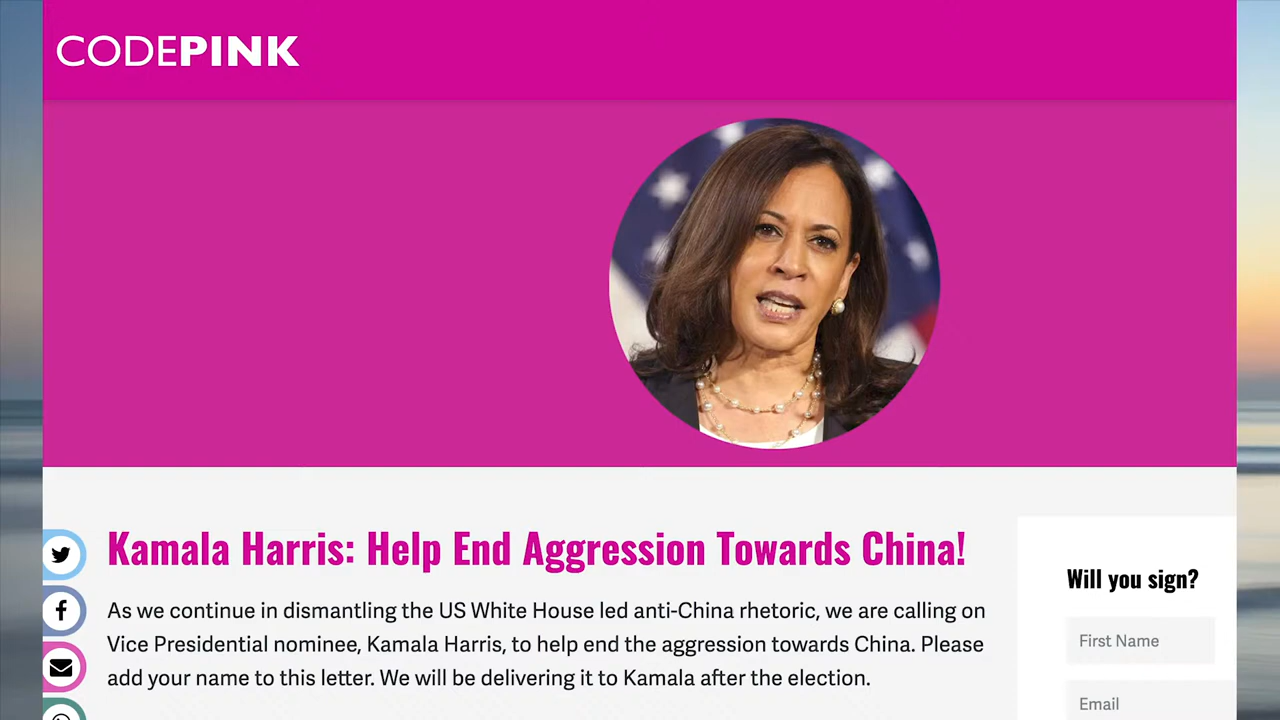 CODEPINK
Kamala Harris: Help End Aggression Towards China!
As we continue in dismantling the US White House led anti-China rhetoric, we are calling on
Vice Presidential nominee, Kamala Harris, to help end the aggression towards China. Please
add your name to this letter. We will be delivering it to Kamala after the election.
Will you sign?
First Name
Email